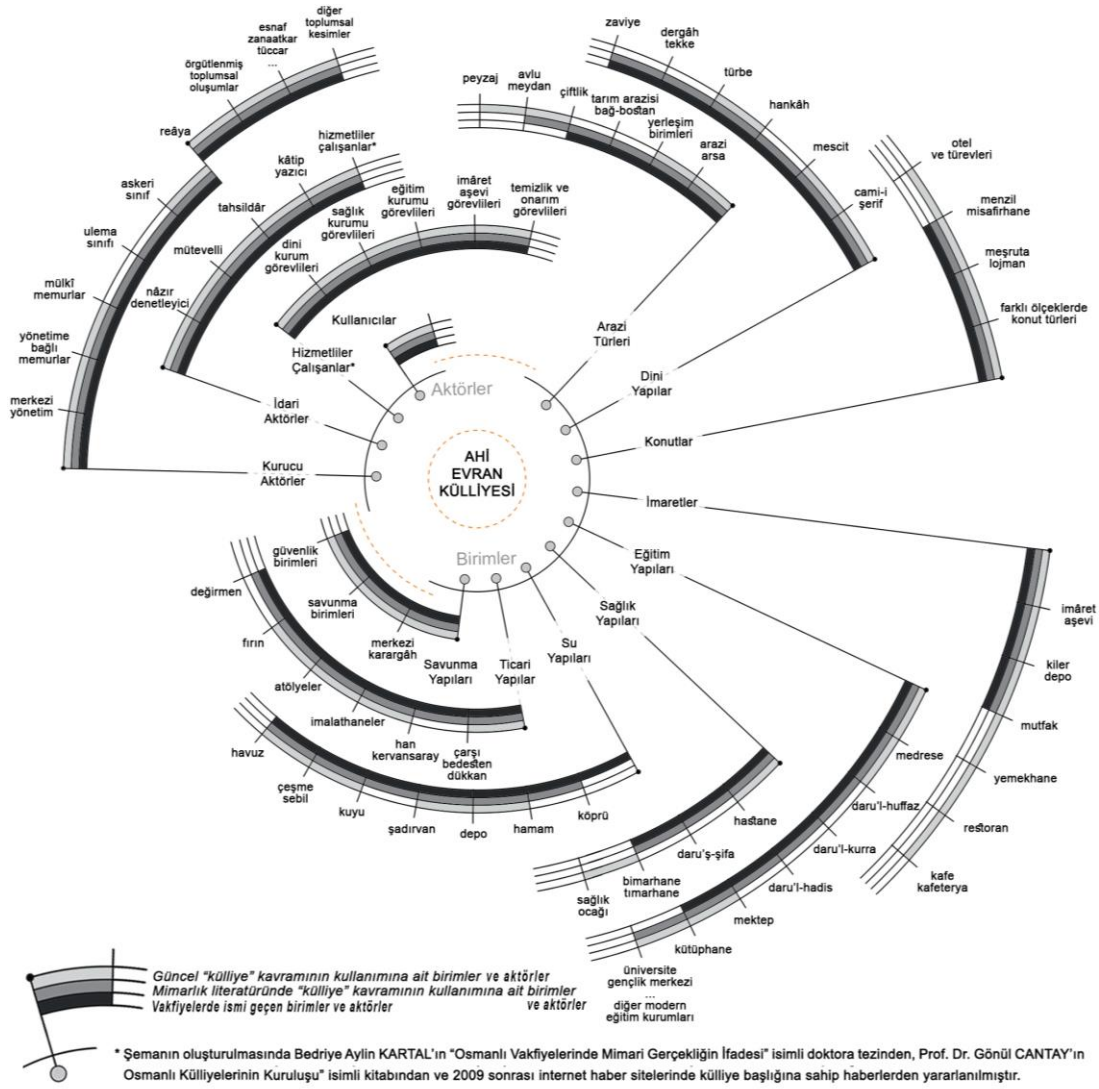 diğer
toplumsal
kesimler
esnaf
zanaatkar
tüccar
...
örgütlenmiş
toplumsal
oluşumlar
reâya
askeri
sınıf
ulema
sınıfı
mülkî
memurlar
yönetime
bağlı
memurlar
merkezi
yönetim
hizmetliler
çalışanlar*
kâtip
yazıcı
tahsildâr
mütevelli
nâzır
denetleyici
temizlik ve
onarım
görevlileri
imâret
aşevi
görevlileri
eğitim
kurumu
görevlileri
sağlık
kurumu
görevlileri
dini
kurum
görevlileri
Kullanıcılar
Hizmetliler
Çalışanlar*
İdari
Aktörler
Kurucu
Aktörler
Aktörler
AHİ
EVRAN
KÜLLİYESİ
Birimler
peyzaj
avlu
meydan
çiftlik
tarım arazisi
bağ-bostan
yerleşim
birimleri
arazi
arsa
Arazi
Türleri
zaviye
dergâh
tekke
türbe
hankâh
mescit
cami-i
şerif
Dini
Yapılar
otel
ve türevleri
menzil
misafirhane
meşruta
lojman
farklı ölçeklerde
konut türleri
Konutlar
İmaretler
imâret
aşevi
kiler
depo
mutfak
yemekhane
restoran
kafe
kafeterya
Eğitim
Yapıları
medrese
daru'l-huffaz
daru'l-kurra
daru'l-hadis
mektep
kütüphane
üniversite
gençlik merkezi
...
diğer modern
eğitim kurumları
Sağlık
Yapıları
hastane
daru'ş-şifa
bimarhane
tımarhane
sağlık
ocağı
Su
Yapıları
köprü
hamam
depo
şadırvan
kuyu
çeşme
sebil
havuz
Ticari
Yapılar
çarşı
bedesten
dükkan
han
kervansaray
imalathaneler
atölyeler
fırın
değirmen
Savunma
Yapıları
merkezi
karargâh
savunma
birimleri
güvenlik
birimleri
Güncel "külliye" kavramının kullanımına ait birimler ve aktörler
Mimarlık literatüründe "külliye" kavramının kullanımına ait birimler
ve aktörler
Vakfiyelerde ismi geçen birimler ve aktörler
* Şemanın oluşturulmasında Bedriye Aylin KARTAL'ın "Osmanlı Vakfiyelerinde Mimari Gerçekliğin İfadesi" isimli doktora tezinden, Prof. Dr. Gönül CANTAY'ın
Osmanlı Külliyelerinin Kuruluşu" isimli kitabından ve 2009 sonrası internet haber sitelerinde külliye başlığına sahip haberlerden yararlanılmıştır.